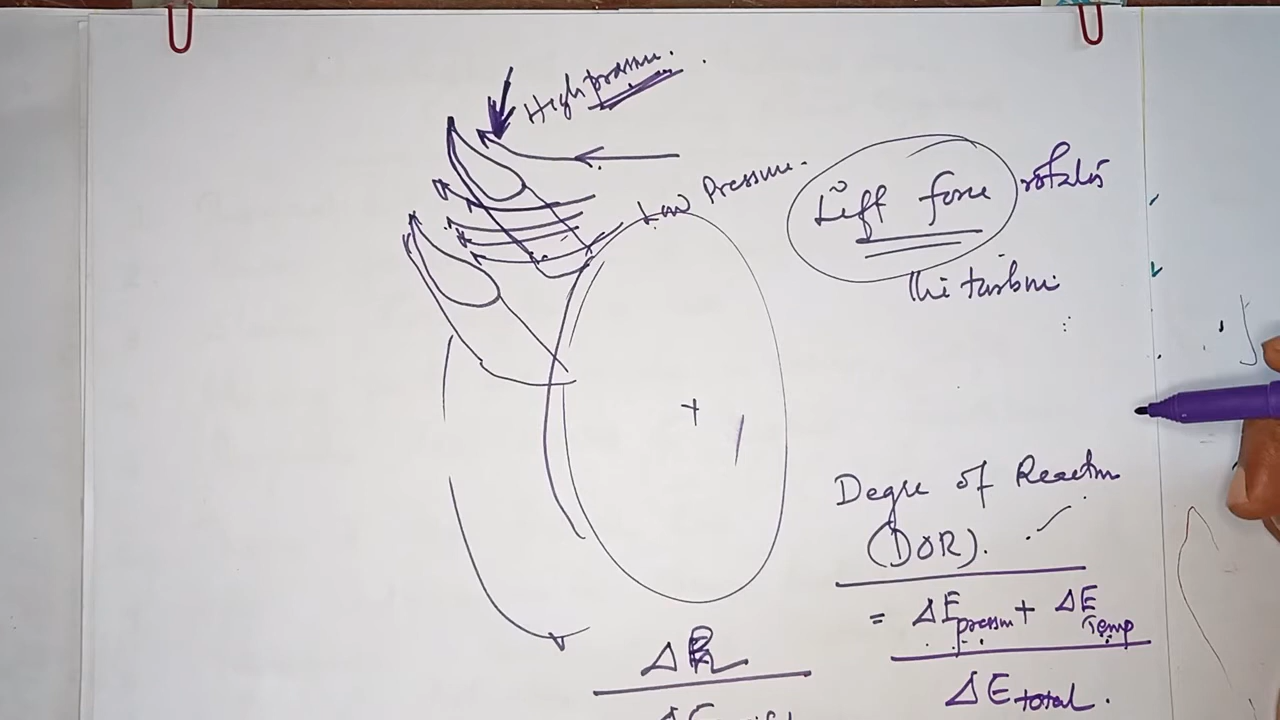 High pressure.
Low Pressure.
Lift force rotates
the turbine
Degree of Reaction
(DOR).
= ΔE pressure + ΔE Temp
ΔE total.